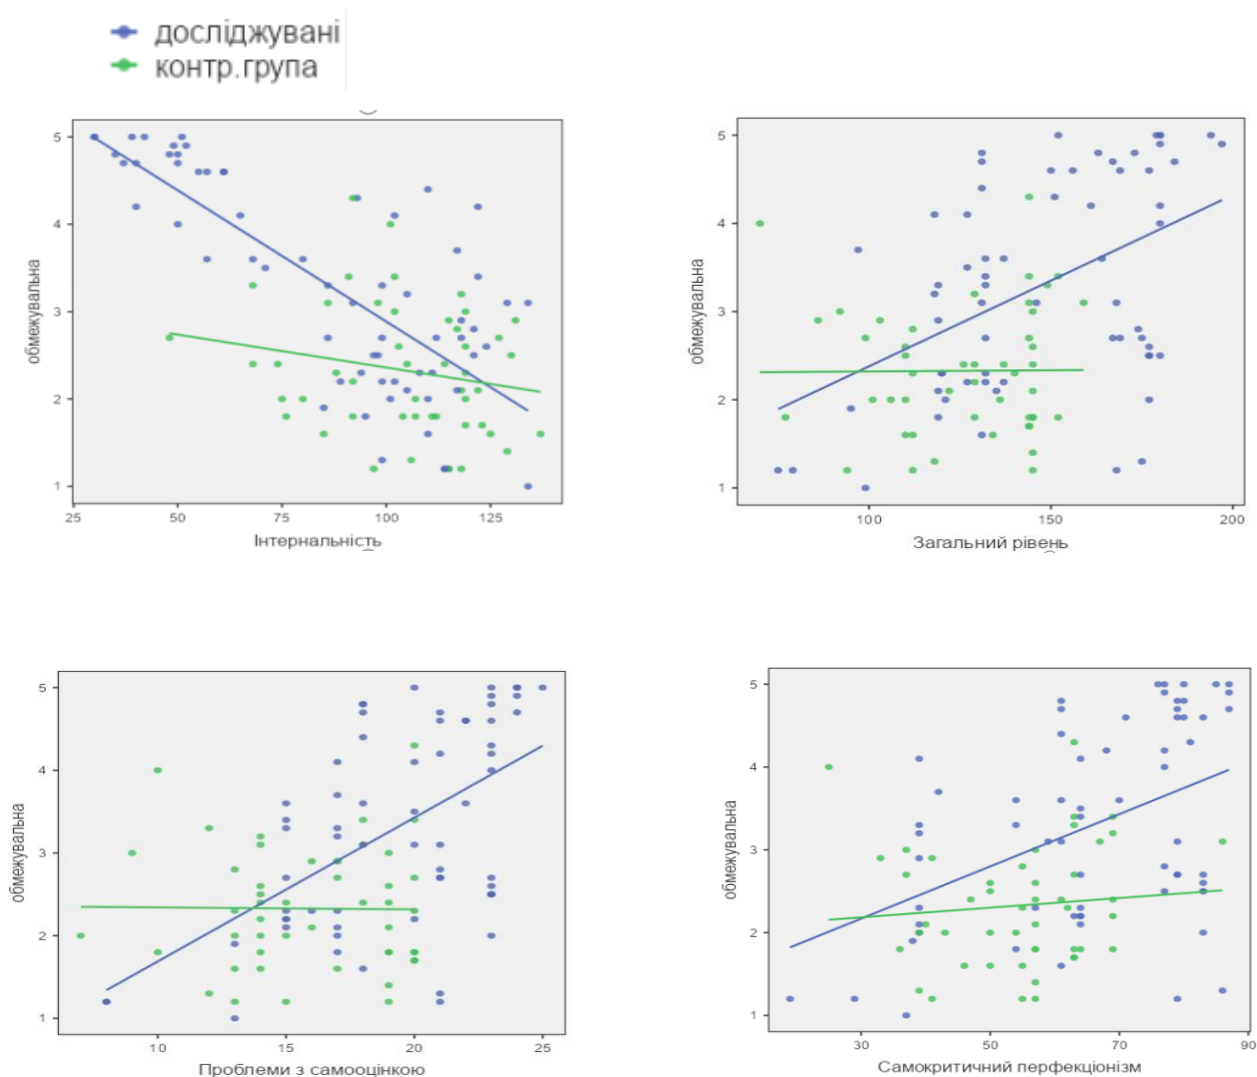 досліджувані
контр.група
обмежувальна
5
4
3
2
1
25 50 75 100 125
Інтернальність
обмежувальна
5
4
3
2
1
100 150 200
Загальний рівень
обмежувальна
5
4
3
2
1
10 15 20 25
Проблеми з самооцінкою
обмежувальна
5
4
3
2
1
30 50 70 90
Самокритичний перфекціонізм